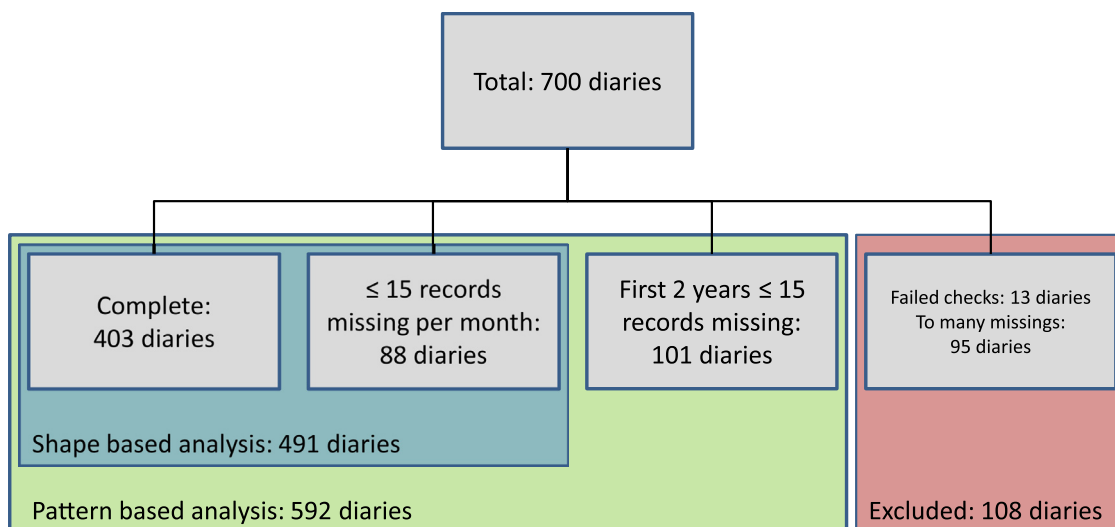 Total: 700 diaries
Complete:
403 diaries
≤ 15 records
missing per month:
88 diaries
First 2 years ≤ 15
records missing:
101 diaries
Failed checks: 13 diaries
To many missings:
95 diaries
Shape based analysis: 491 diaries
Pattern based analysis: 592 diaries
Excluded: 108 diaries